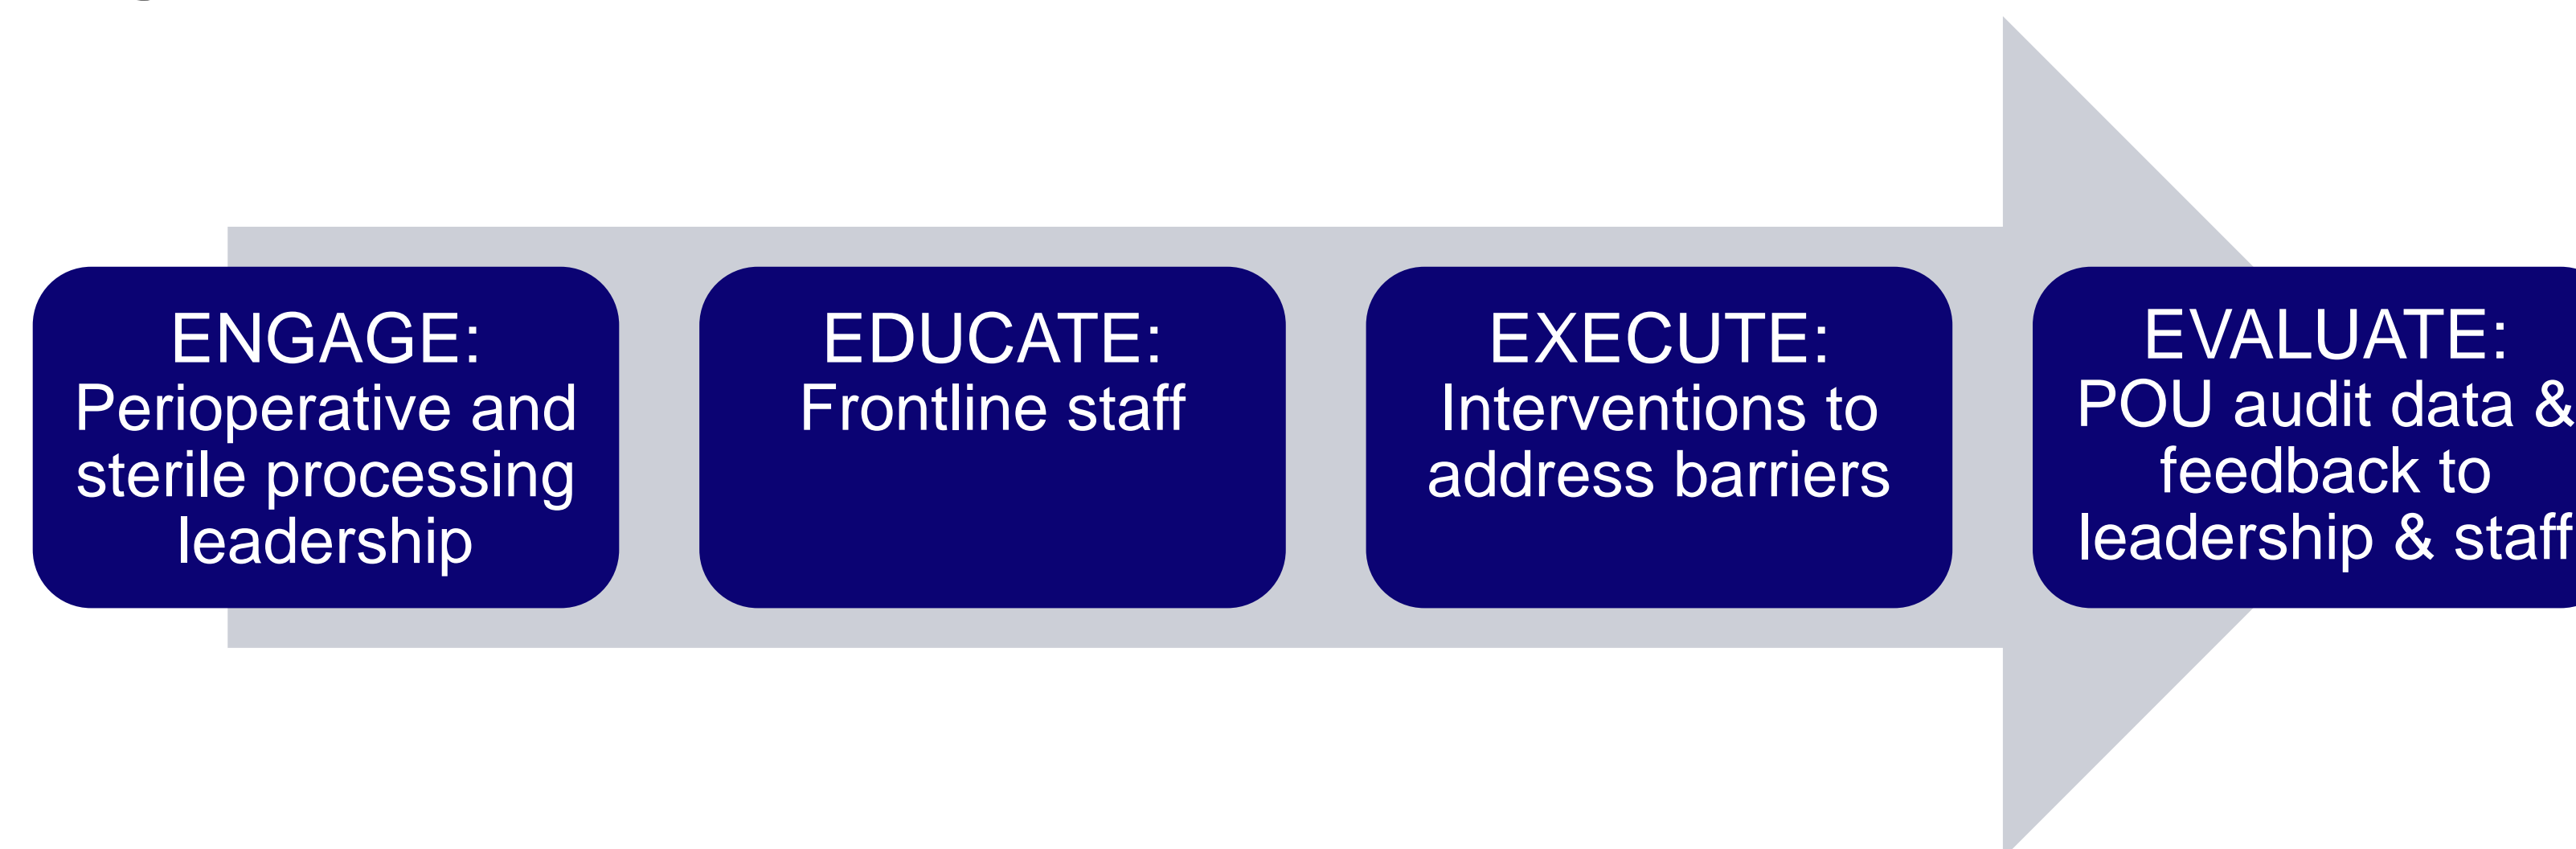 ENGAGE:
Perioperative and
sterile processing
leadership
EDUCATE:
Frontline staff
EXECUTE:
Interventions to
address barriers
EVALUATE:
POU audit data &
feedback to
leadership & staff